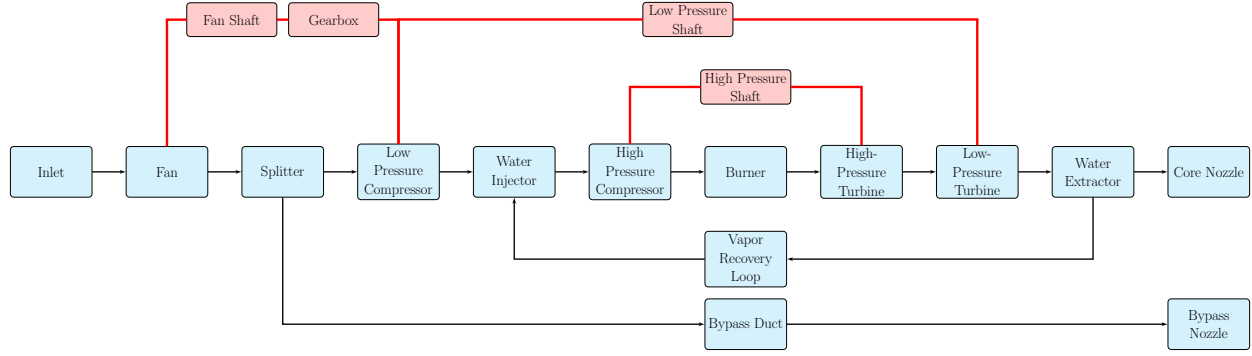 Fan Shaft
Gearbox
Low Pressure
Shaft
High Pressure
Shaft
Inlet
Fan
Splitter
Low
Pressure
Compressor
Water
Injector
High
Pressure
Compressor
Burner
High-
Pressure
Turbine
Low-
Pressure
Turbine
Water
Extractor
Core Nozzle
Vapor
Recovery
Loop
Bypass Duct
Bypass
Nozzle